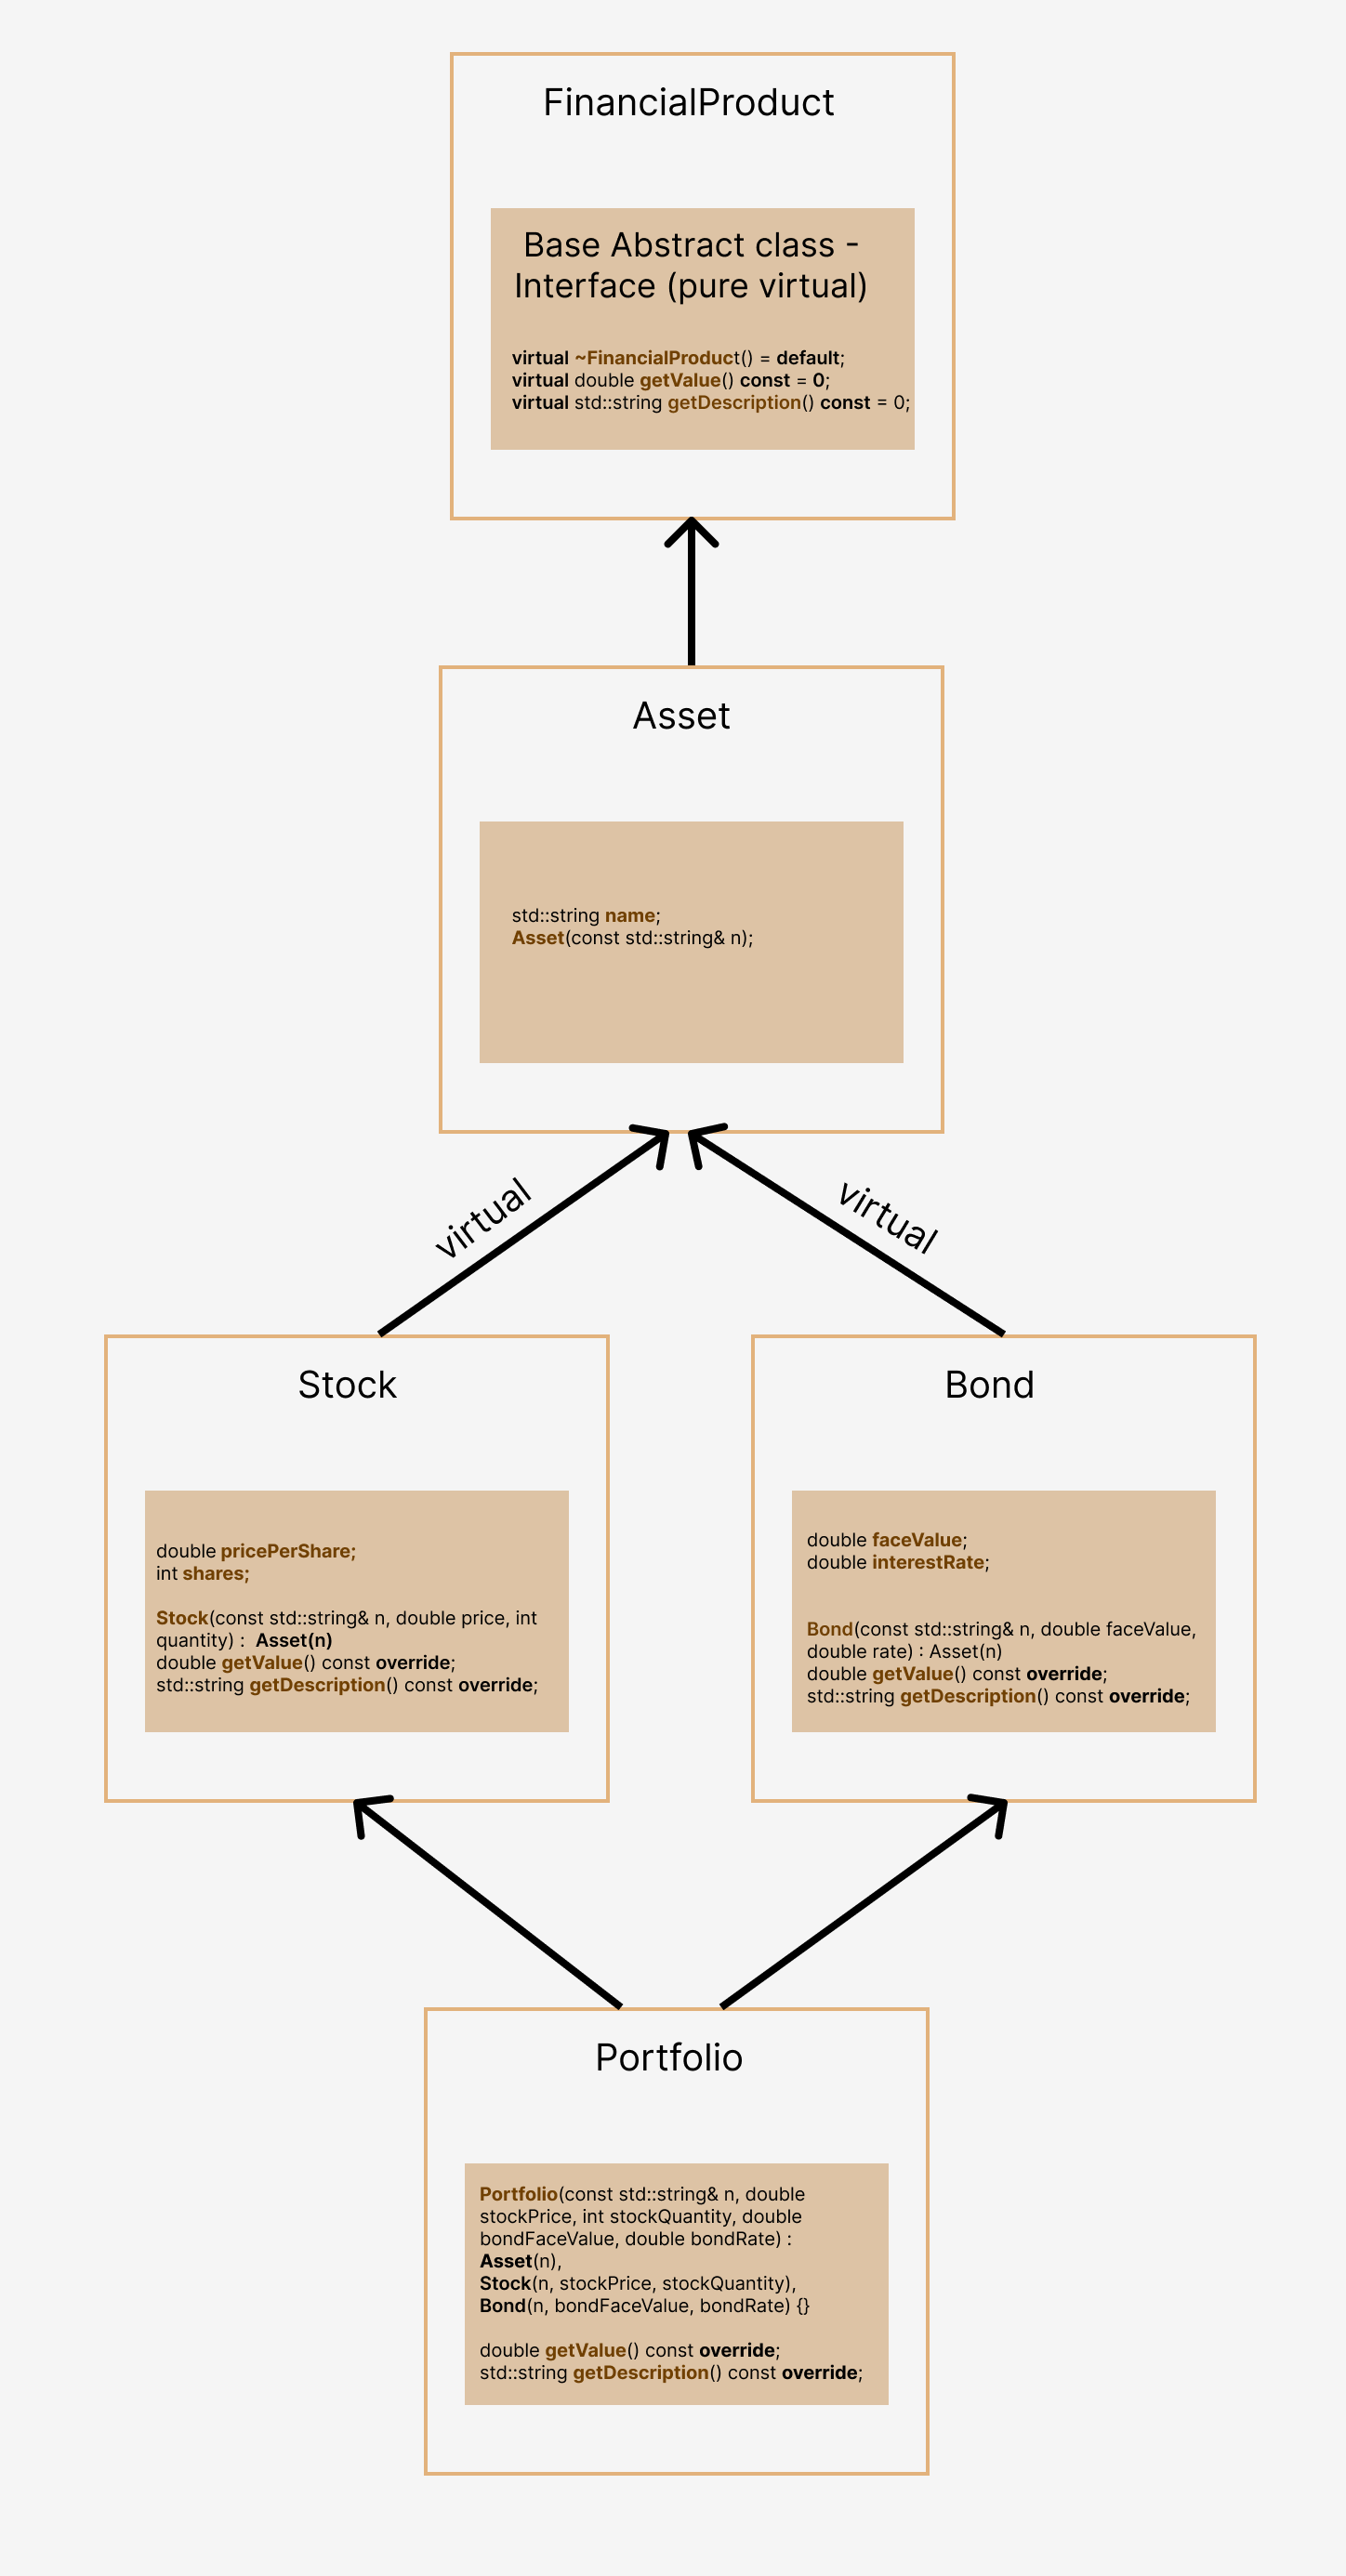 FinancialProduct
Base Abstract class -
Interface (pure virtual)
virtual ~FinancialProduct() = default;
virtual double getValue() const = 0;
virtual std::string getDescription() const = 0;
Asset
std::string name;
Asset(const std::string& n);
virtual
virtual
Stock
double pricePerShare;
int shares;
Stock(const std::string& n, double price, int
quantity) :  Asset(n)
double getValue() const override;
std::string getDescription() const override;
Bond
double faceValue;
double interestRate;
Bond(const std::string& n, double faceValue,
double rate) : Asset(n)
double getValue() const override;
std::string getDescription() const override;
Portfolio
Portfolio(const std::string& n, double
stockPrice, int stockQuantity, double
bondFaceValue, double bondRate) :
Asset(n),
Stock(n, stockPrice, stockQuantity),
Bond(n, bondFaceValue, bondRate) {}
double getValue() const override;
std::string getDescription() const override;